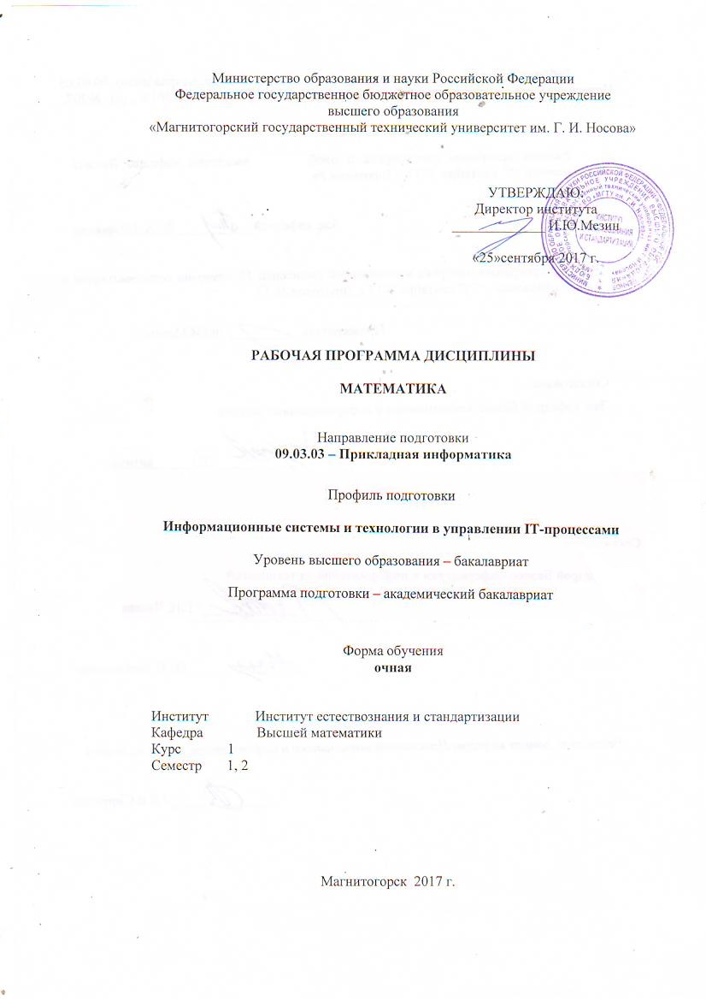 Министерство образования и науки Российской Федерации
Федеральное государственное бюджетное образовательное учреждение
высшего образования
«Магнитогорский государственный технический университет им. Г. И. Носова»
УТВЕРЖДАЮ:
Директор института
И.Ю.Мезин
«25»сентября 2017 г.
ИНСТИТУТ
И СТАНДАРТИЗАЦИИ
РАБОЧАЯ ПРОГРАММА ДИСЦИПЛИНЫ
МАТЕМАТИКА
Направление подготовки
09.03.03 – Прикладная информатика
Профиль подготовки
Информационные системы и технологии в управлении IT-процессами
Уровень высшего образования – бакалавриат
Программа подготовки – академический бакалавриат
Форма обучения
очная
Институт Институт естествознания и стандартизации
Кафедра Высшей математики
Курс 1
Семестр 1, 2
Магнитогорск 2017 г.